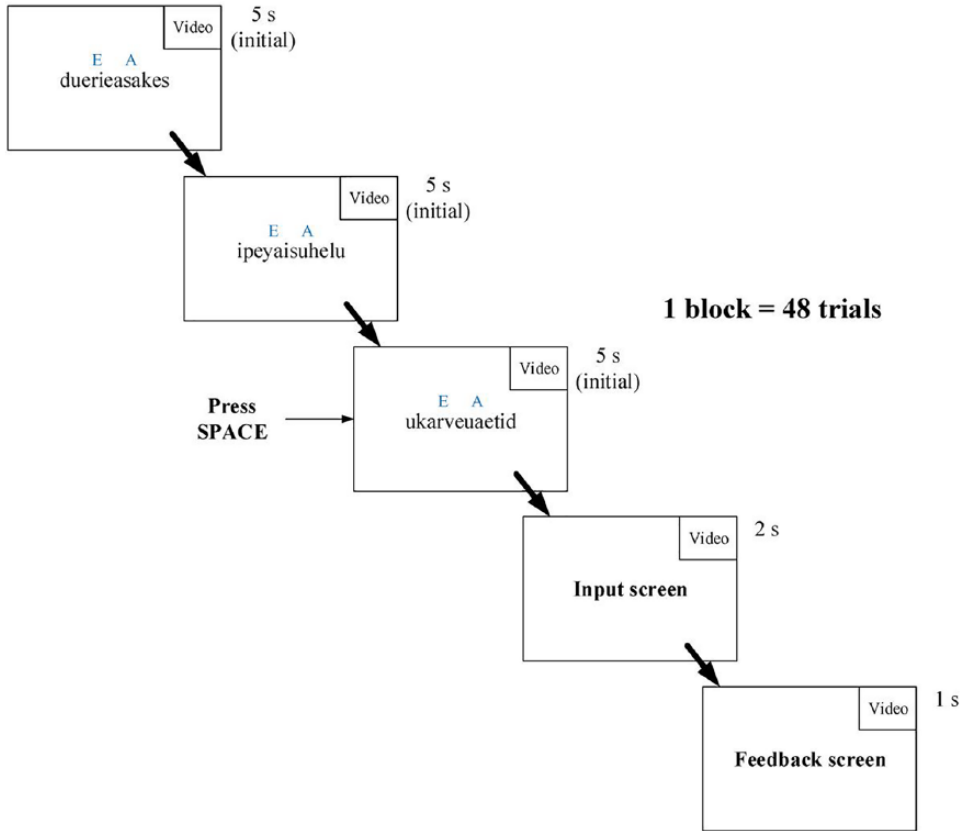 Video
5 s
(initial)
E A
duerieasakes
Video
5 s
(initial)
E A
ipeyaisuhelu
1 block = 48 trials
Video
5 s
(initial)
E A
ukarveuaetid
Press
SPACE
Video
2 s
Input screen
Video
1 s
Feedback screen